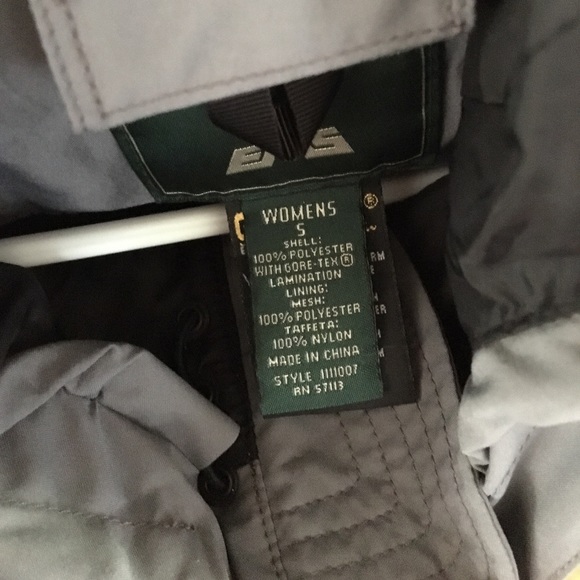 EMS
WOMENS
S
SHELL:
100% POLYESTER
WITH GORE-TEX®
LAMINATION
LINING:
MESH:
100% POLYESTER
TAFFETA:
100% NYLON
MADE IN CHINA
STYLE 1111007
RN 57113
®